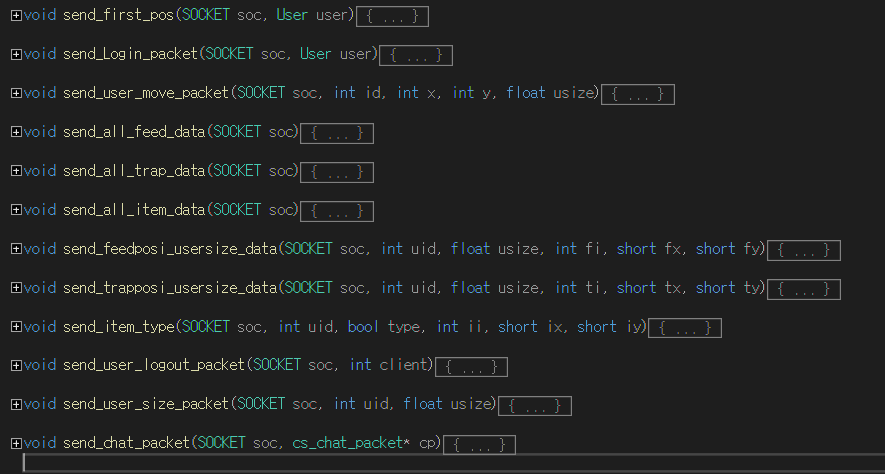 void send_first_pos(SOCKET soc, User user){ ... }
void send_Login_packet(SOCKET soc, User user){ ... }
void send_user_move_packet(SOCKET soc, int id, int x, int y, float usize){ ... }
void send_all_feed_data(SOCKET soc){ ... }
void send_all_trap_data(SOCKET soc){ ... }
void send_all_item_data(SOCKET soc){ ... }
void send_feedposi_usersize_data(SOCKET soc, int uid, float usize, int fi, short fx, short fy){ ... }
void send_trapposi_usersize_data(SOCKET soc, int uid, float usize, int ti, short tx, short ty){ ... }
void send_item_type(SOCKET soc, int uid, bool type, int ii, short ix, short iy){ ... }
void send_user_logout_packet(SOCKET soc, int client){ ... }
void send_user_size_packet(SOCKET soc, int uid, float usize){ ... }
void send_chat_packet(SOCKET soc, cs_chat_packet* cp){ ... }